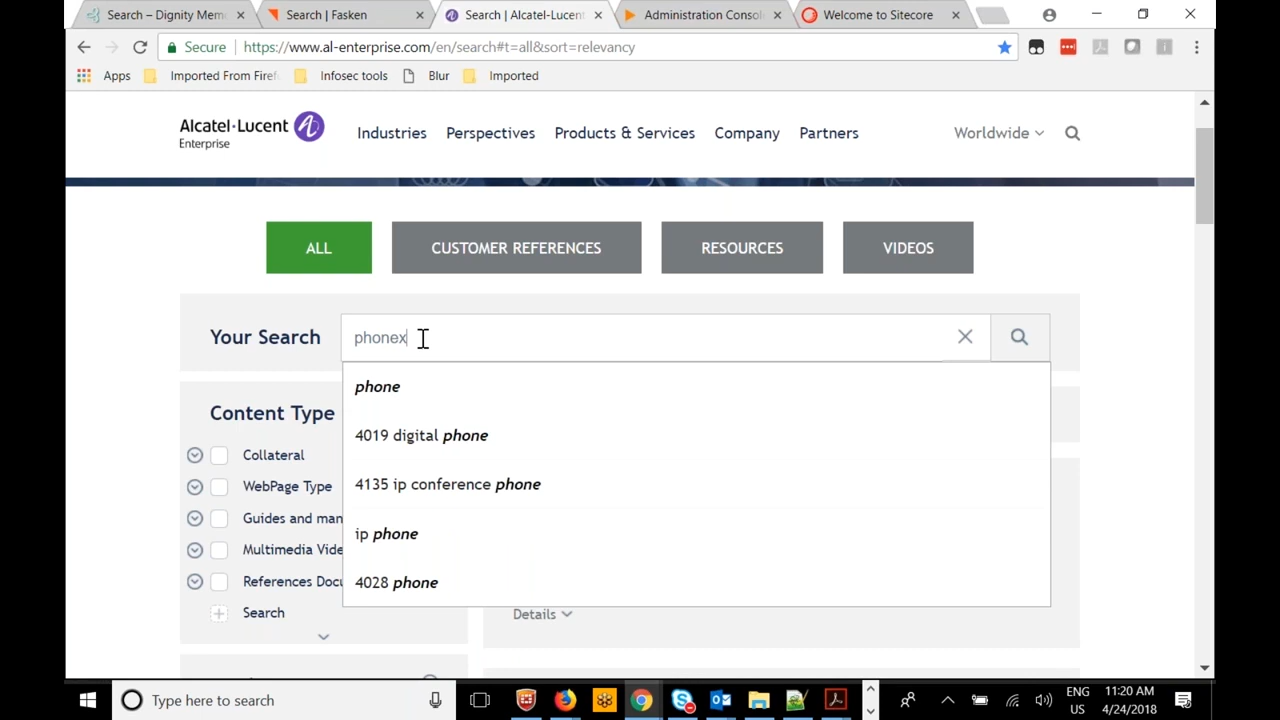 Search – Dignity Mem
Search | Fasken
Search | Alcatel-Lucent
Administration Consol
Welcome to Sitecore
Secure | https://www.al-enterprise.com/en/search#t=all&sort=relevancy
Apps
Imported From Firef
Infosec tools
Blur
Imported
Alcatel·Lucent
Enterprise
Industries
Perspectives
Products & Services
Company
Partners
Worldwide
ALL
CUSTOMER REFERENCES
RESOURCES
VIDEOS
Your Search
phonex
phone
4019 digital phone
4135 ip conference phone
ip phone
4028 phone
Content Type
Collateral
WebPage Type
Guides and man
Multimedia Vide
References Docu
Search
Details
Type here to search
ENG
US
11:20 AM
4/24/2018